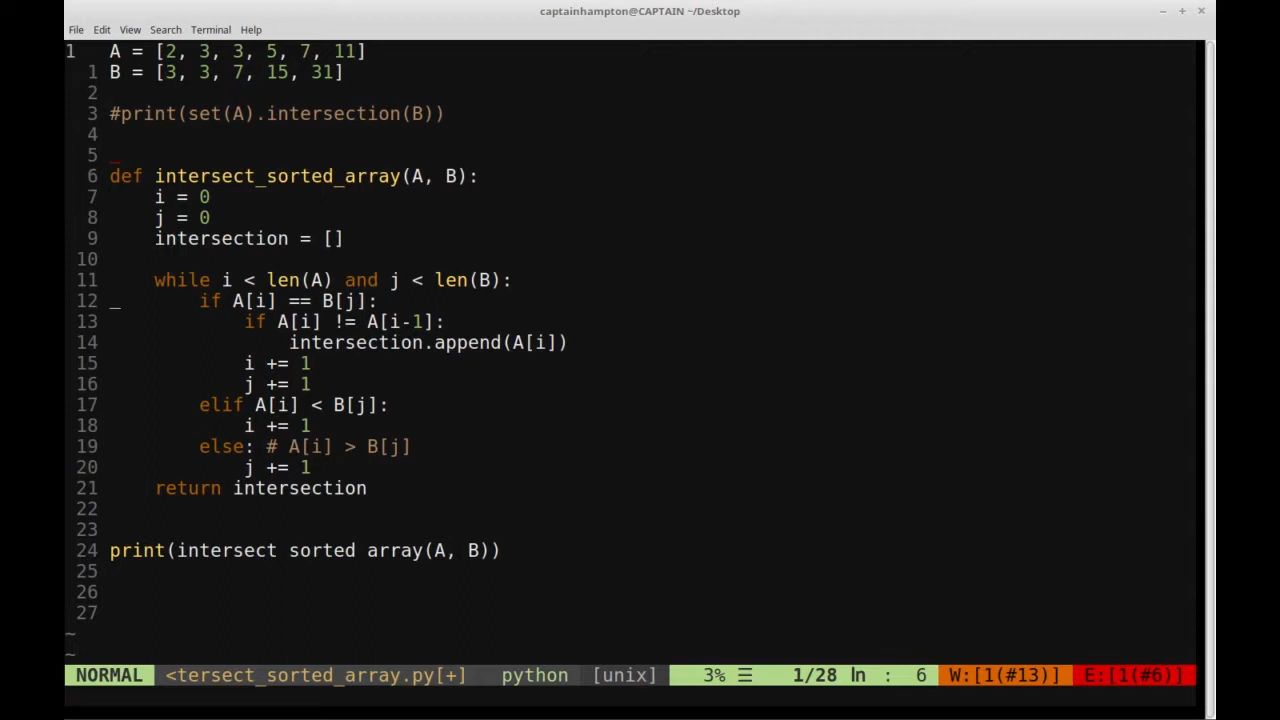 captainhampton@CAPTAIN ~/Desktop
File Edit View Search Terminal Help
1 A = [2, 3, 3, 5, 7, 11]
1 B = [3, 3, 7, 15, 31]
2
3 #print(set(A).intersection(B))
4
5 _
6 def intersect_sorted_array(A, B):
7     i = 0
8     j = 0
9     intersection = []
10
11     while i < len(A) and j < len(B):
12 _       if A[i] == B[j]:
13             if A[i] != A[i-1]:
14                 intersection.append(A[i])
15             i += 1
16             j += 1
17         elif A[i] < B[j]:
18             i += 1
19         else: # A[i] > B[j]
20             j += 1
21     return intersection
22
23
24 print(intersect sorted array(A, B))
25
26
27
~
~
NORMAL <tersect_sorted_array.py[+] python [unix] 3% ☰ 1/28 ln : 6 W:[1(#13)] E:[1(#6)]